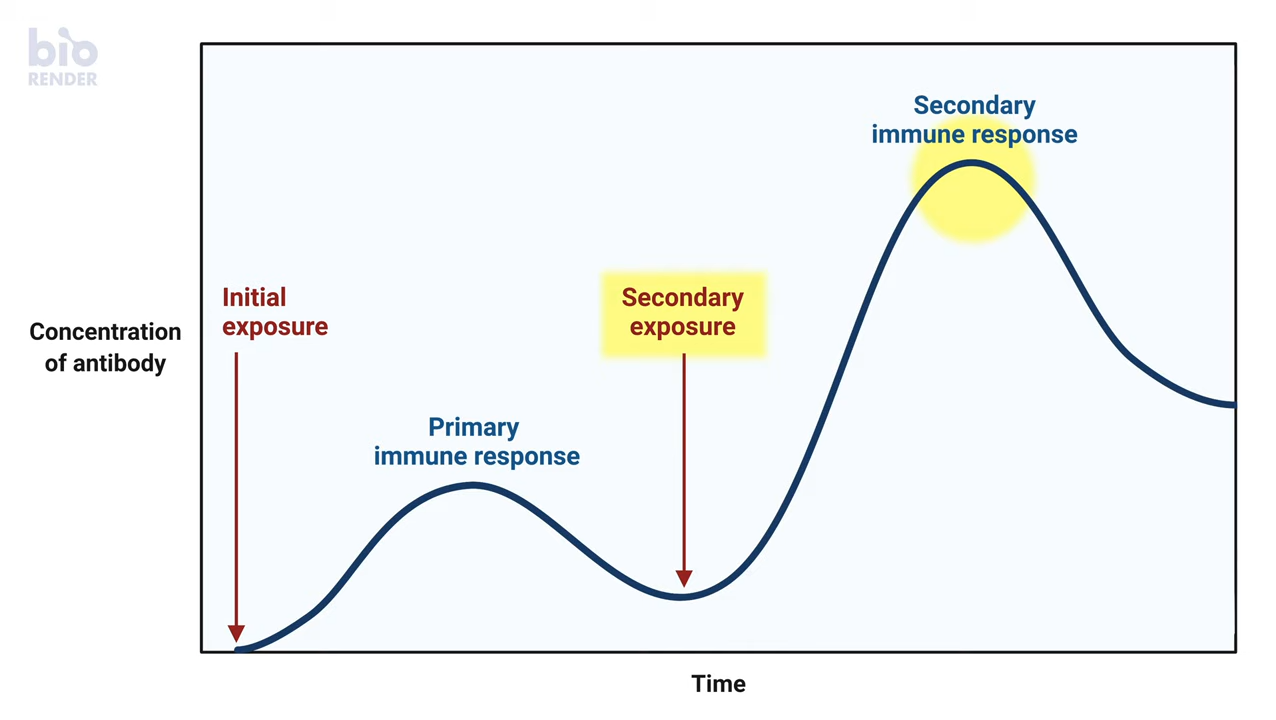 bio
RENDER
Secondary
immune response
Initial
exposure
Secondary
exposure
Concentration
of antibody
Primary
immune response
Time